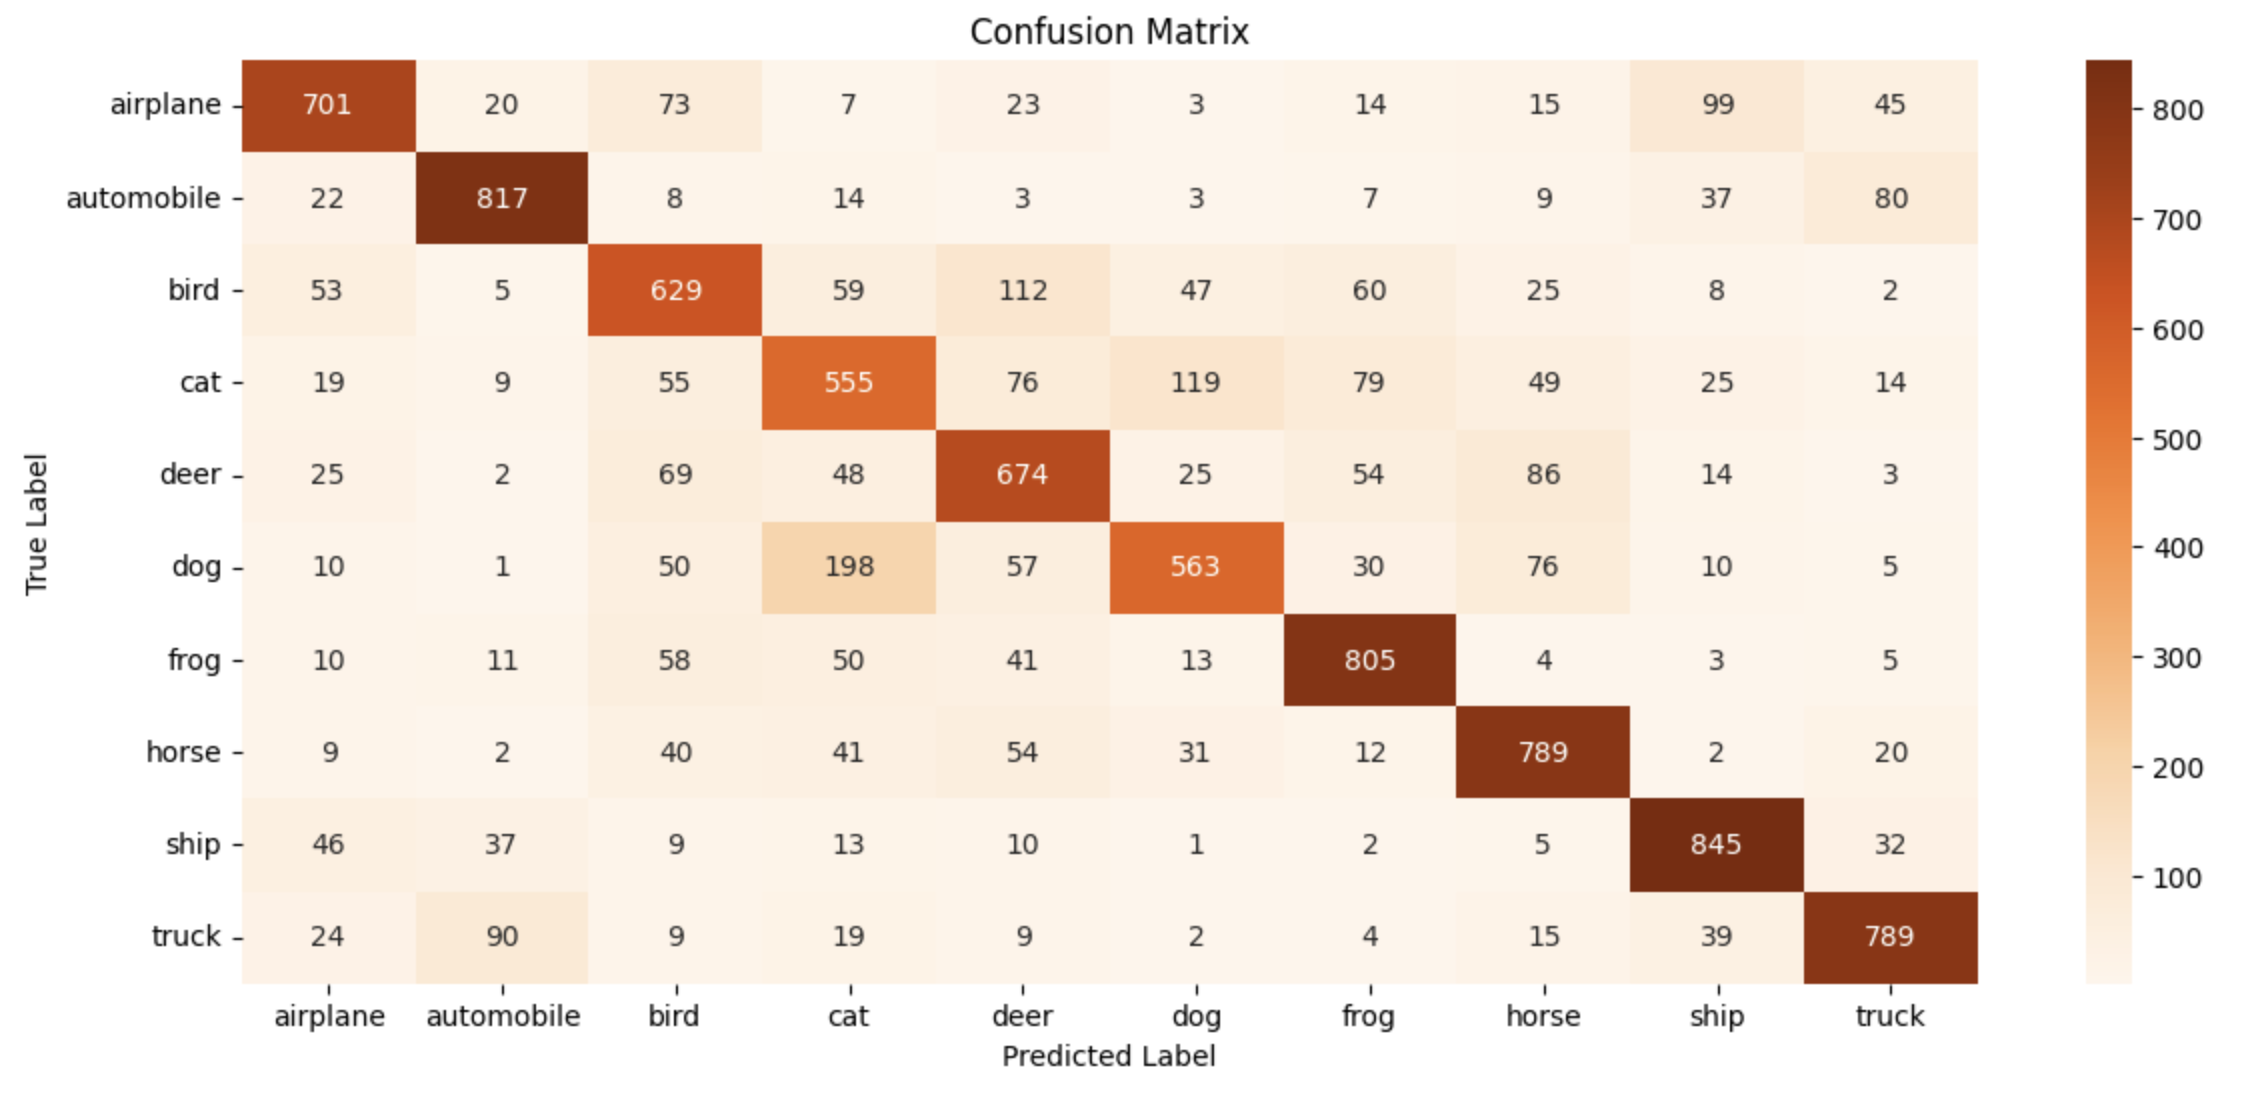 Confusion Matrix
airplane 701 20 73 7 23 3 14 15 99 45
automobile 22 817 8 14 3 3 7 9 37 80
bird 53 5 629 59 112 47 60 25 8 2
cat 19 9 55 555 76 119 79 49 25 14
deer 25 2 69 48 674 25 54 86 14 3
dog 10 1 50 198 57 563 30 76 10 5
frog 10 11 58 50 41 13 805 4 3 5
horse 9 2 40 41 54 31 12 789 2 20
ship 46 37 9 13 10 1 2 5 845 32
truck 24 90 9 19 9 2 4 15 39 789
airplane automobile bird cat deer dog frog horse ship truck
Predicted Label
True Label
800
700
600
500
400
300
200
100